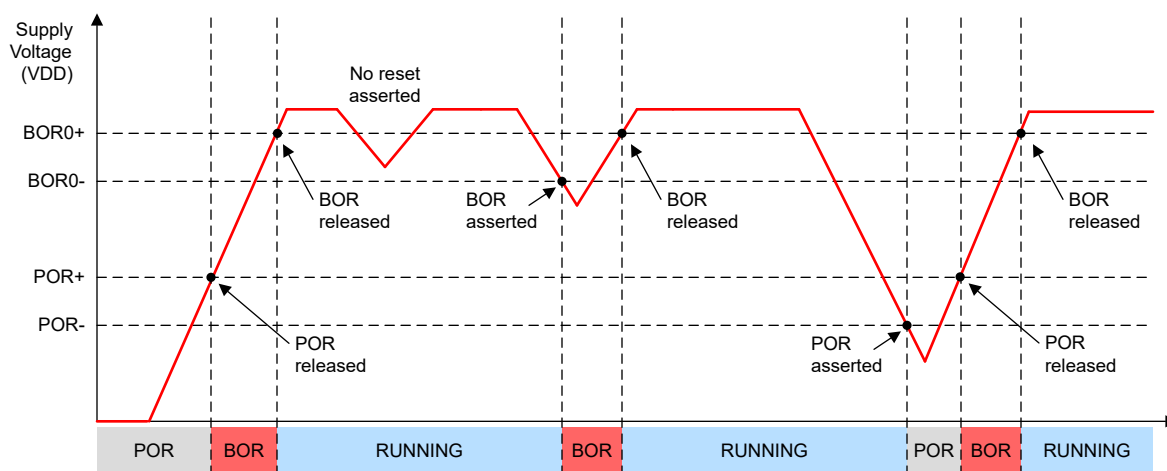 Supply
Voltage
(VDD)
No reset
asserted
BOR0+
BOR0-
BOR
released
BOR
asserted
BOR
released
BOR
released
POR+
POR-
POR
released
POR
asserted
POR
released
POR BOR RUNNING BOR RUNNING POR BOR RUNNING